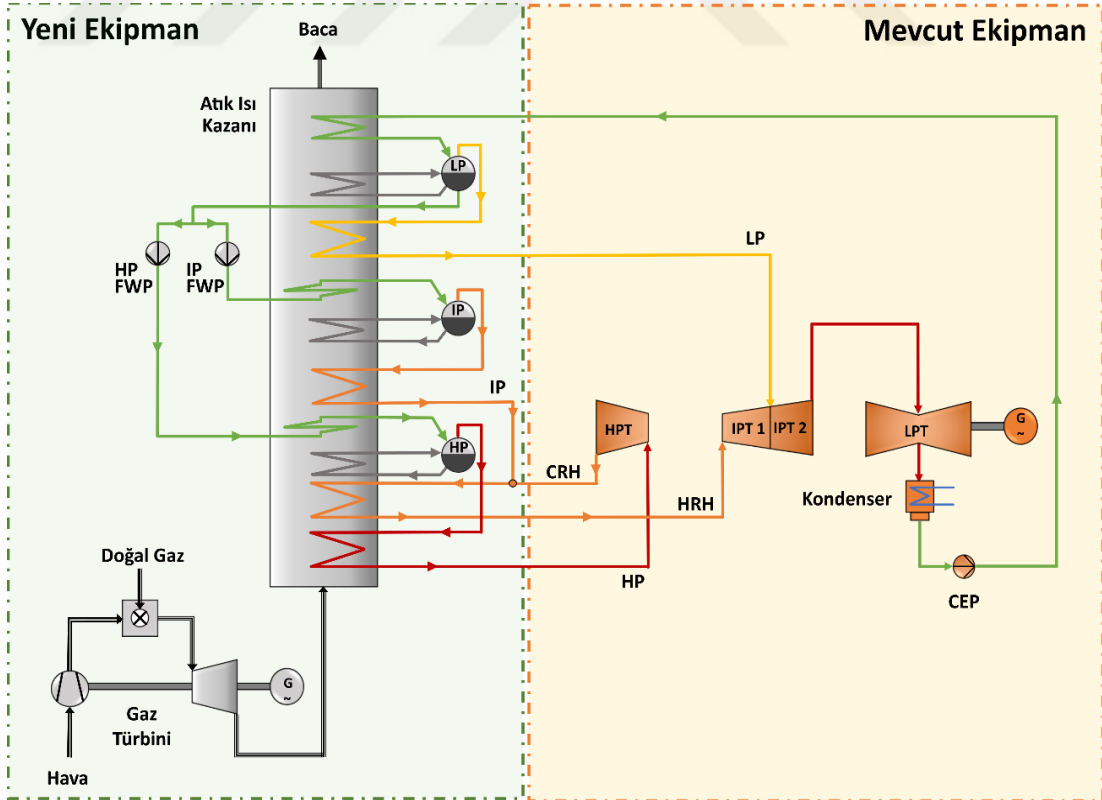 Yeni Ekipman
Mevcut Ekipman
Baca
Atık Isı
Kazanı
LP
HP
FWP
IP
FWP
LP
IP
IP
HP
HPT
IPT 1
IPT 2
LPT
G
~
CRH
HRH
HP
Kondenser
CEP
Doğal Gaz
G
~
Gaz
Türbini
Hava